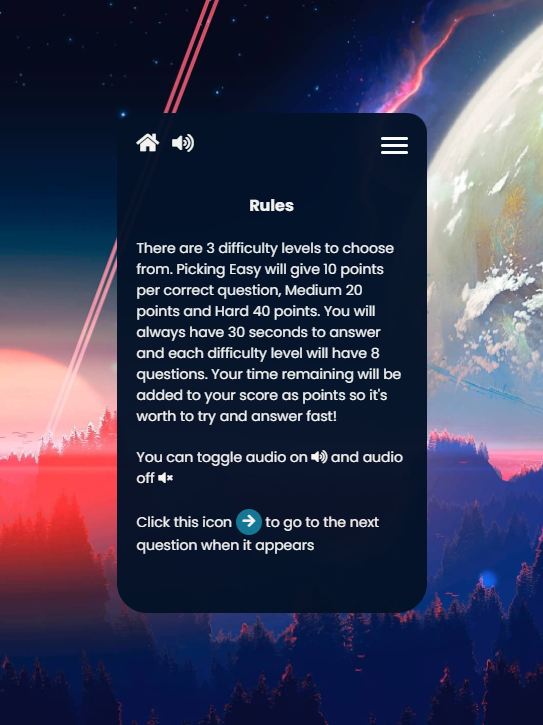 Rules
There are 3 difficulty levels to choose
from. Picking Easy will give 10 points
per correct question, Medium 20
points and Hard 40 points. You will
always have 30 seconds to answer
and each difficulty level will have 8
questions. Your time remaining will be
added to your score as points so it's
worth to try and answer fast!
You can toggle audio on and audio
off
Click this icon to go to the next
question when it appears